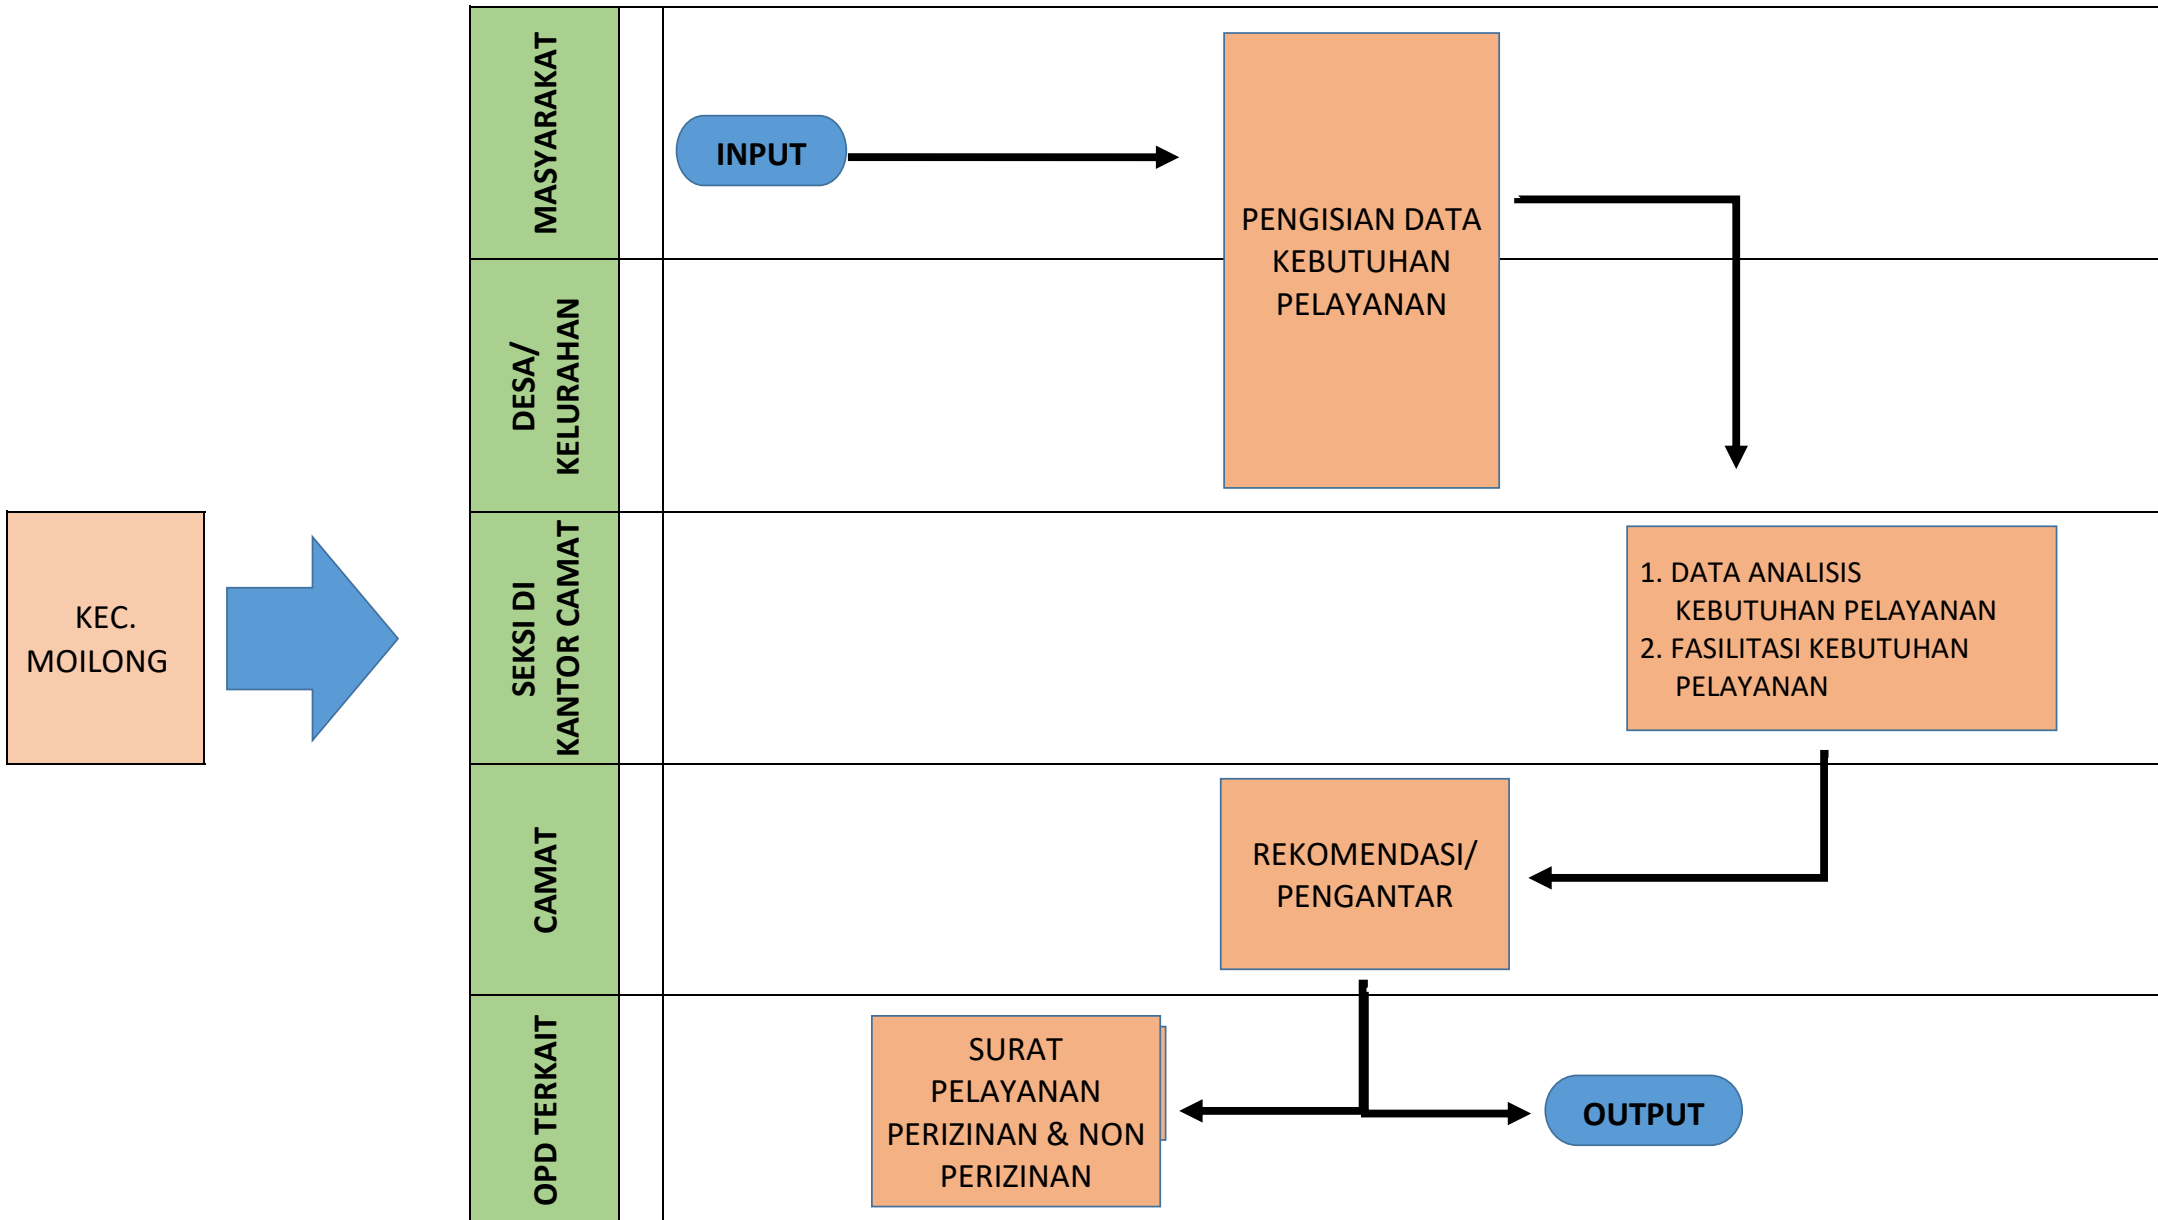 KEC.
MOILONG
MASYARAKAT
INPUT
PENGISIAN DATA
KEBUTUHAN
PELAYANAN
DESA/
KELURAHAN
SEKSI DI
KANTOR CAMAT
1. DATA ANALISIS
KEBUTUHAN PELAYANAN
2. FASILITASI KEBUTUHAN
PELAYANAN
CAMAT
REKOMENDASI/
PENGANTAR
OPD TERKAIT
SURAT
PELAYANAN
PERIZINAN & NON
PERIZINAN
OUTPUT